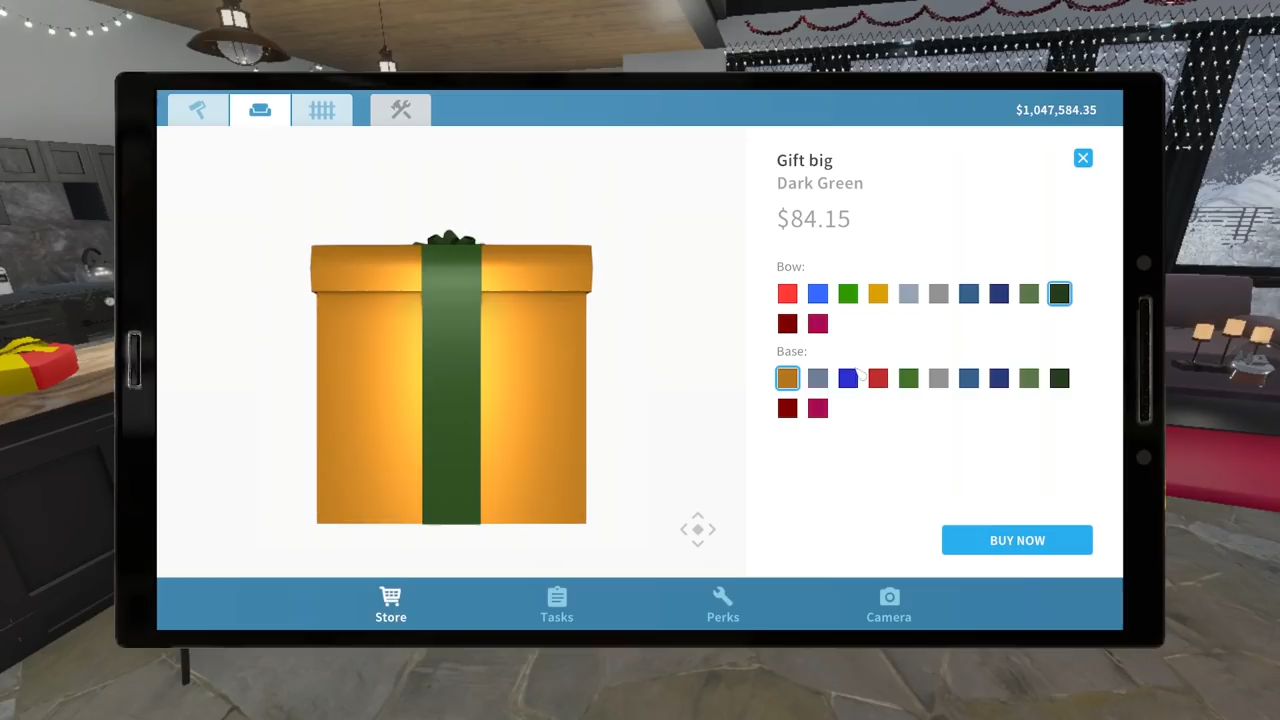 $1,047,584.35
Gift big
Dark Green
$84.15
Bow:
Base:
BUY NOW
Store
Tasks
Perks
Camera